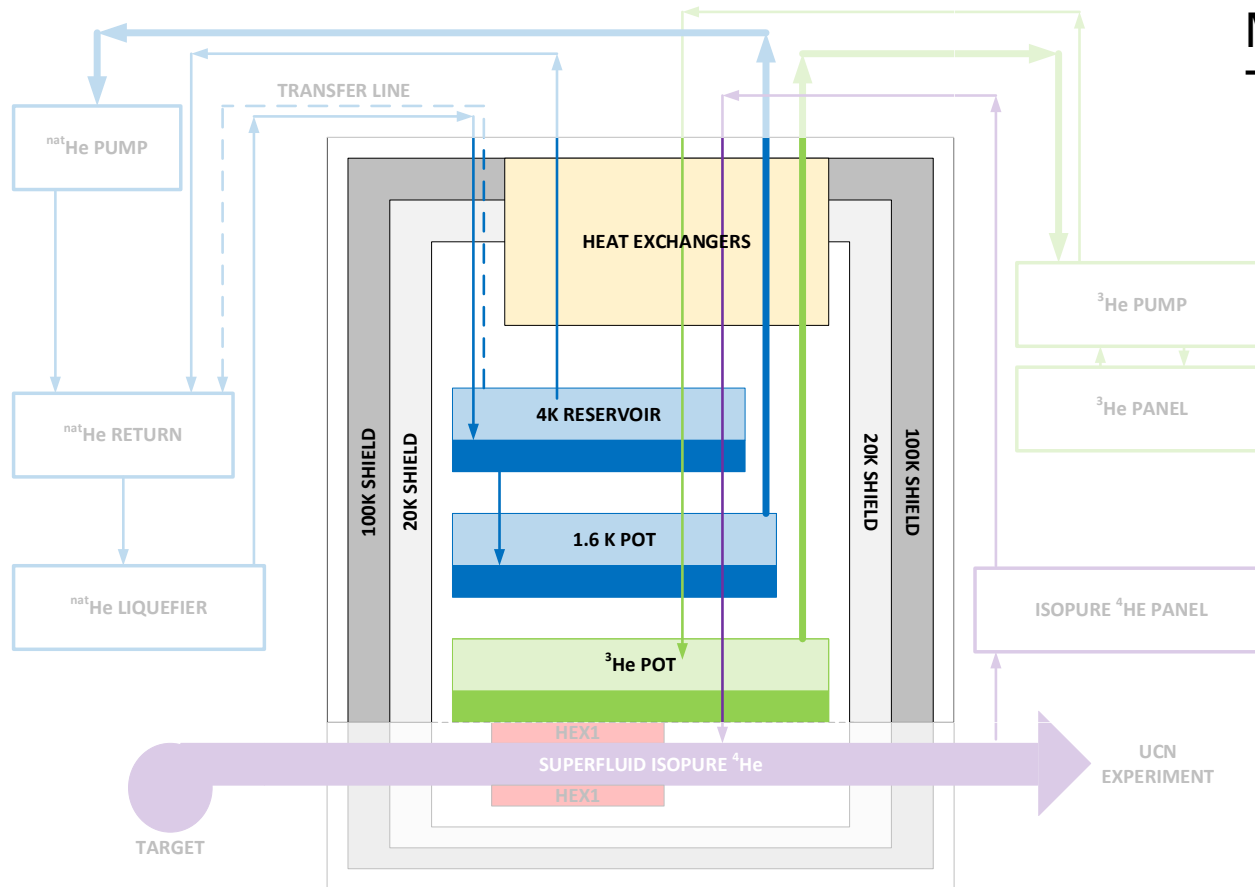 M
TRANSFER LINE
natHe PUMP
HEAT EXCHANGERS
3He PUMP
3He PANEL
4K RESERVOIR
natHe RETURN
100K SHIELD
20K SHIELD
20K SHIELD
100K SHIELD
1.6 K POT
natHe LIQUEFIER
ISOPURE 4HE PANEL
3He POT
HEX1
SUPERFLUID ISOPURE 4He
HEX1
UCN
EXPERIMENT
TARGET